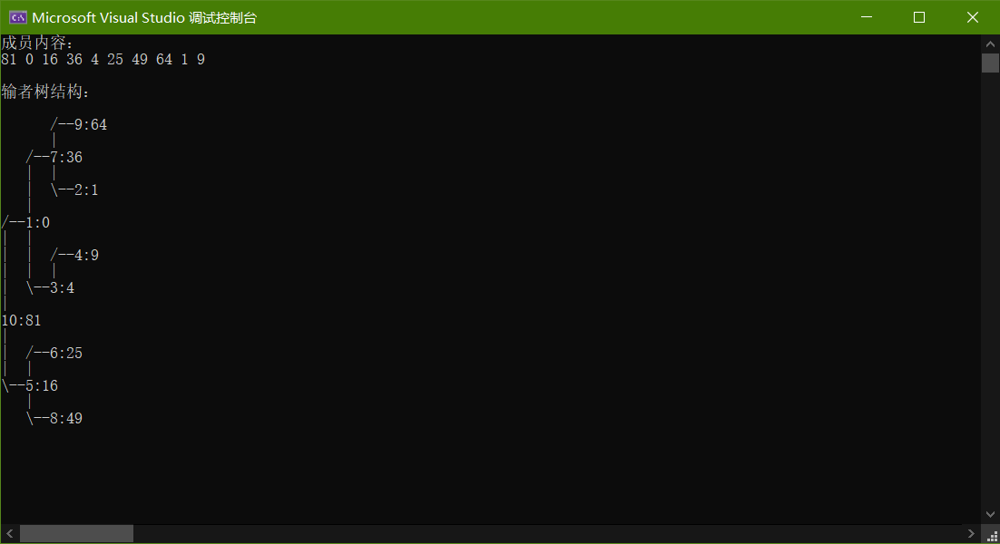 Microsoft Visual Studio 调试控制台
成员内容:
81 0 16 36 4 25 49 64 1 9
输者树结构:
/--9:64
|
/--7:36
|  |
|  \--2:1
|
/--1:0
|  |
|  |  /--4:9
|  |  |
|  \--3:4
|
10:81
|
|  /--6:25
|  |
\--5:16
|
\--8:49